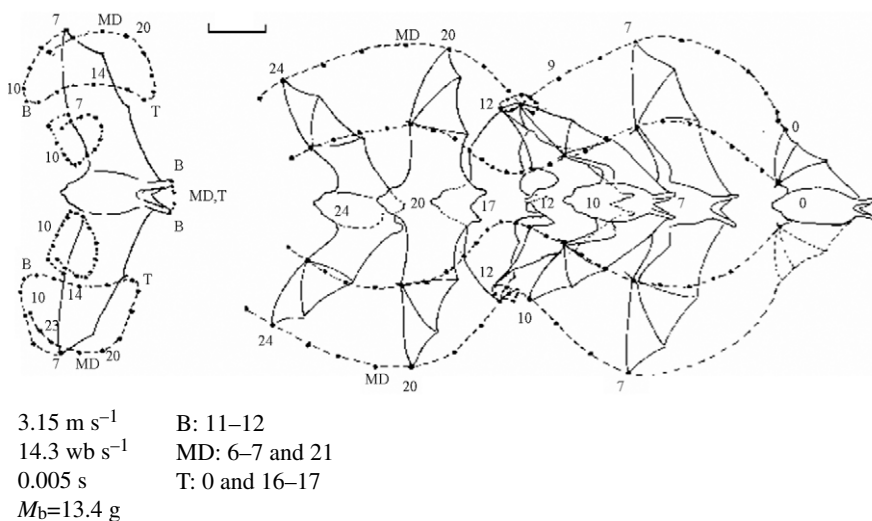 7 MD 20
10 14
B T
7
10
B
MD,T
B
10
B T
10 14
23
7 MD 20
24 MD 20 12 9 7 0
24 20 17 12 10 7 0
12
24 MD 20 10 7
3.15 m s–1 B: 11–12
14.3 wb s–1 MD: 6–7 and 21
0.005 s T: 0 and 16–17
Mb=13.4 g